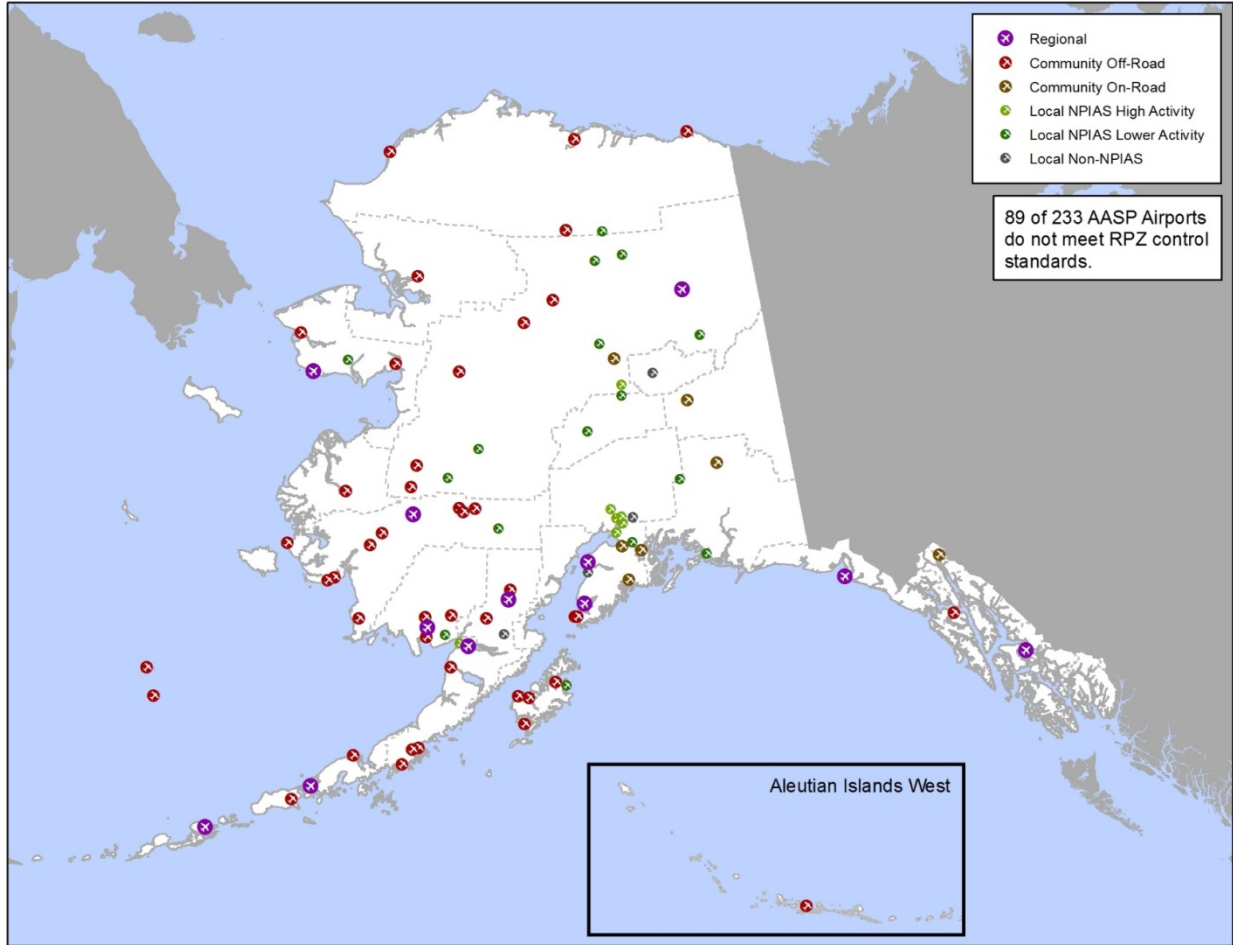 Regional
Community Off-Road
Community On-Road
Local NPIAS High Activity
Local NPIAS Lower Activity
Local Non-NPIAS
89 of 233 AASP Airports
do not meet RPZ control
standards.
Aleutian Islands West